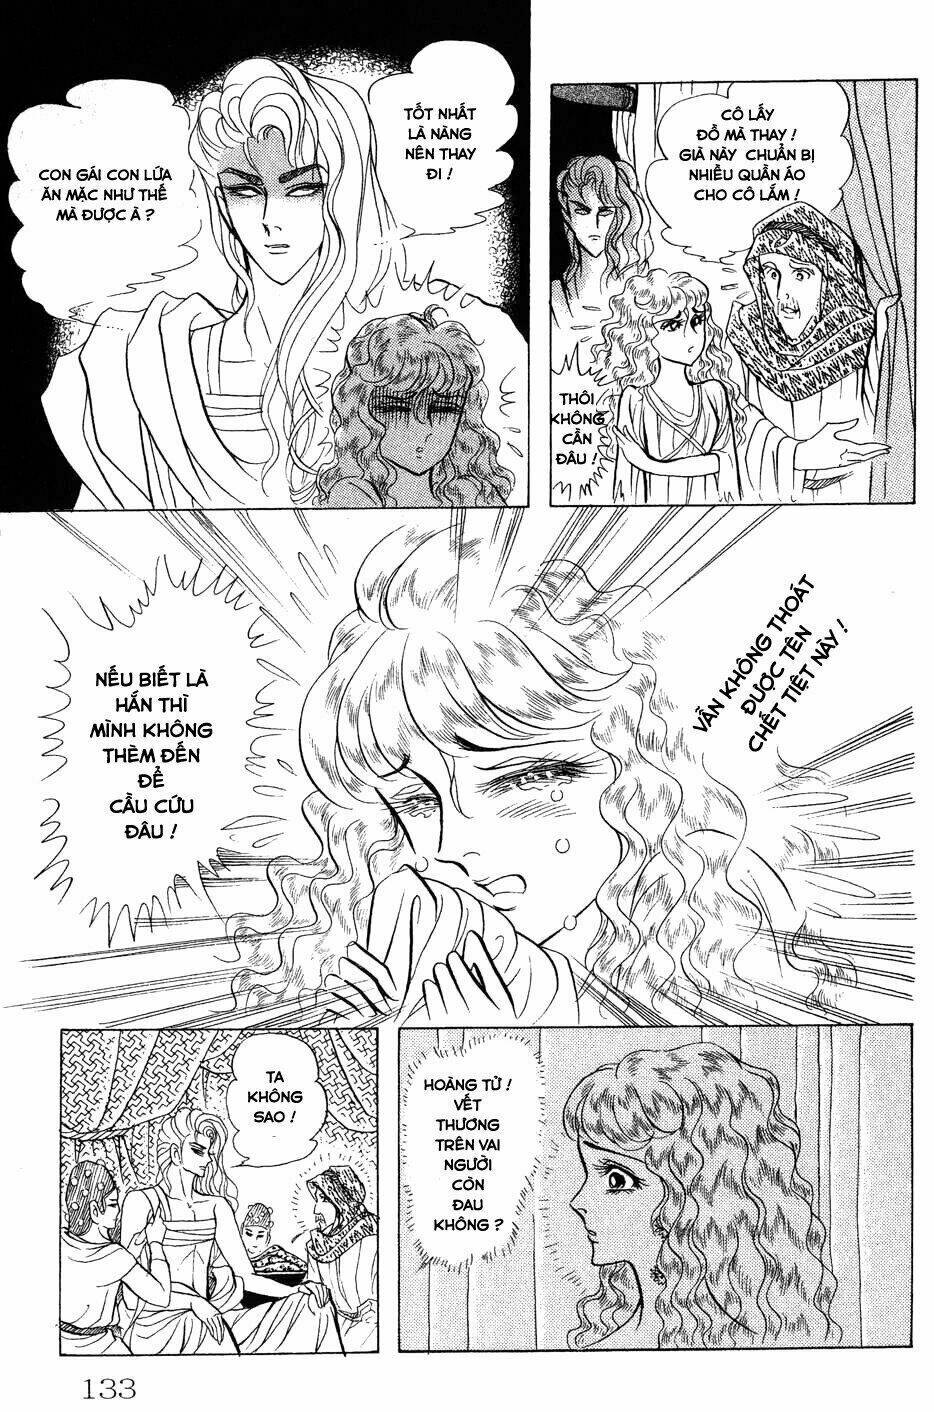 TỐT NHẤT
LÀ NÀNG
NÊN THAY
ĐI !
CON GÁI CON LỨA
ĂN MẶC NHƯ THẾ
MÀ ĐƯỢC À ?
CÔ LẤY
ĐỒ MÀ THAY !
GIÀ NÀY CHUẨN BỊ
NHIỀU QUẦN ÁO
CHO CÔ LẮM !
THÔI
KHÔNG
CẦN
ĐÂU !
NẾU BIẾT LÀ
HẮN THÌ
MÌNH KHÔNG
THÈM ĐẾN
ĐỂ
CẦU CỨU
ĐÂU !
VẪN KHÔNG THOÁT
ĐƯỢC TÊN
CHẾT TIỆT NÀY !
TA
KHÔNG
SAO !
HOÀNG TỬ !
VẾT
THƯƠNG
TRÊN VAI
NGƯỜI
CÒN
ĐAU
KHÔNG ?
133